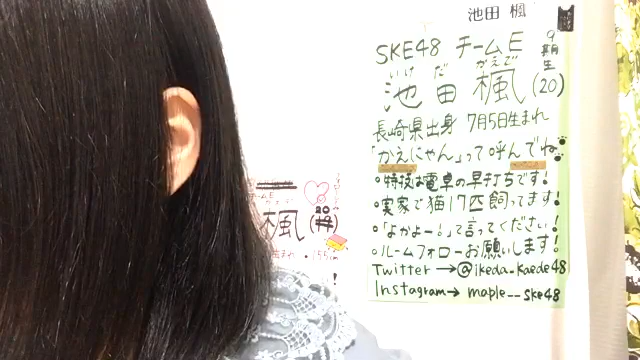 池田 楓
SKE48 チームE
9期生
いけ だ かえで
池田 楓 (20)
長崎県出身 7月5日生まれ
「かえにゃん」って呼んでね
○特技は電卓の早打ちです!
○実家で猫17匹飼ってます!
○「よかよー!」って言ってください!
○ルームフォローお願いします!
Twitter→@ikeda_kaede48
Instagram→ maple__ske48
楓
20